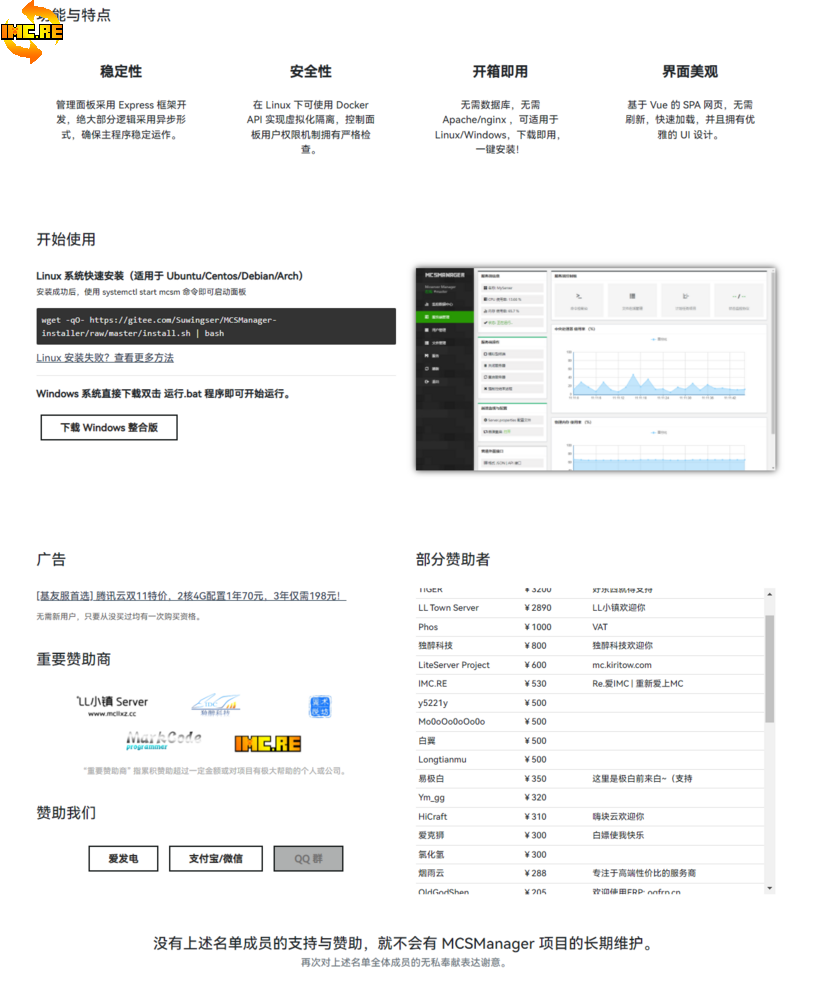 功能与特点
IMC.RE
稳定性
安全性
开箱即用
界面美观
管理面板采用 Express 框架开
发，绝大部分逻辑采用异步形
式，确保主程序稳定运作。
在 Linux 下可使用 Docker
API 实现虚拟化隔离，控制面
板用户权限机制拥有严格检
查。
无需数据库，无需
Apache/nginx ，可适用于
Linux/Windows，下载即用，
一键安装！
基于 Vue 的 SPA 网页，无需
刷新，快速加载，并且拥有优
雅的 UI 设计。
开始使用
Linux 系统快速安装（适用于 Ubuntu/Centos/Debian/Arch）
安装成功后，使用 systemctl start mcsm 命令即可启动面板
wget -qO- https://gitee.com/Suwingser/MCSManager-
installer/raw/master/install.sh | bash
Linux 安装失败？查看更多方法
Windows 系统直接下载双击 运行.bat 程序即可开始运行。
下载 Windows 整合版
MCSMANAGER
广告
[基友服首选] 腾讯云双11特价，2核4G配置1年70元，3年仅需198元！
无需新用户，只要从没买过均有一次购买资格。
重要赞助商
LL小镇 Server
www.mcllxz.cc
MarkCode
programmer
IMC.RE
“重要赞助商” 指累积赞助超过一定金额或对项目有极大帮助的个人或公司。
赞助我们
爱发电
支付宝/微信
QQ 群
部分赞助者
TIGER ￥3200 好东西就得支持
LL Town Server ￥2890 LL小镇欢迎你
Phos ￥1000 VAT
独醉科技 ￥800 独醉科技欢迎你
LiteServer Project ￥600 mc.kiritow.com
IMC.RE ￥530 Re.爱IMC | 重新爱上MC
y5221y ￥500
Mo0oOo0oOo0o ￥500
白翼 ￥500
Longtianmu ￥500
易极白 ￥350 这里是极白前来白~（支持
Ym_gg ￥320
HiCraft ￥310 嗨块云欢迎你
爱克狮 ￥300 白嫖使我快乐
氯化氢 ￥300
烟雨云 ￥288 专注于高端性价比的服务商
OldGodShen ￥205 欢迎使用FRP: ogfrp.cn
没有上述名单成员的支持与赞助，就不会有 MCSManager 项目的长期维护。
再次对上述名单全体成员的无私奉献表达谢意。